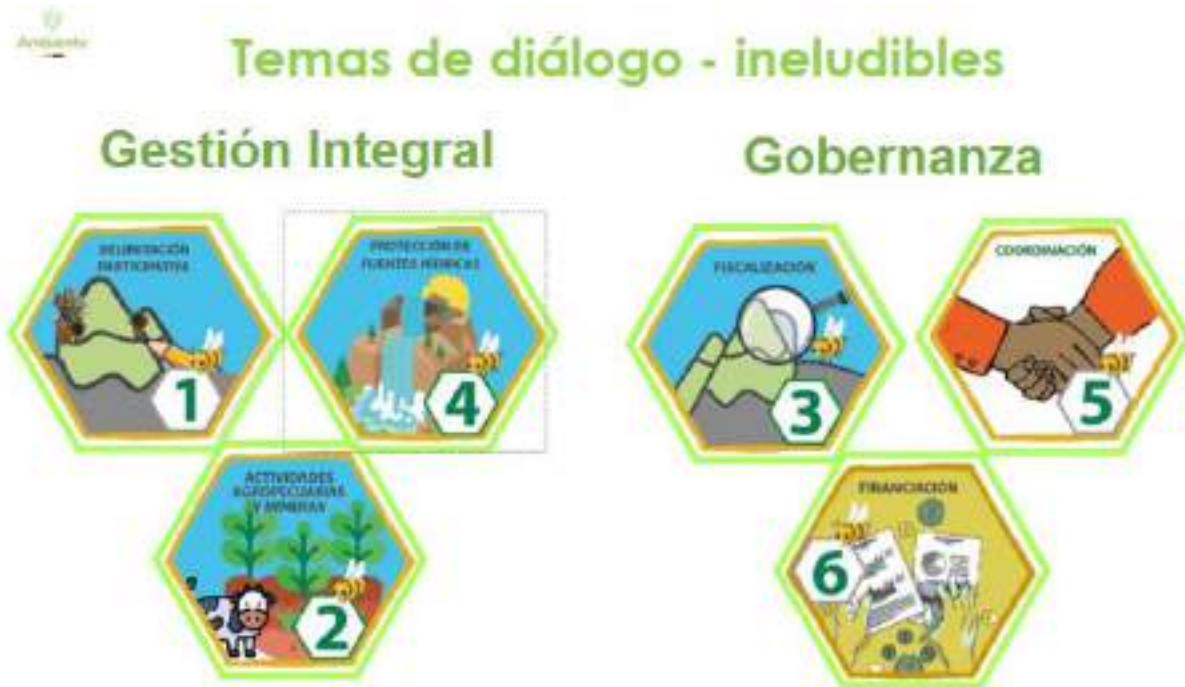 Ambiente
Temas de diálogo - ineludibles
Gestión Integral
Gobernanza
DELIMITACIÓN
PARTICIPATIVA
1
PROTECCIÓN DE
FUENTES HÍDRICAS
4
ACTIVIDADES
AGROPECUARIAS
Y MINERAS
2
FISCALIZACIÓN
3
COORDINACIÓN
5
FINANCIACIÓN
6